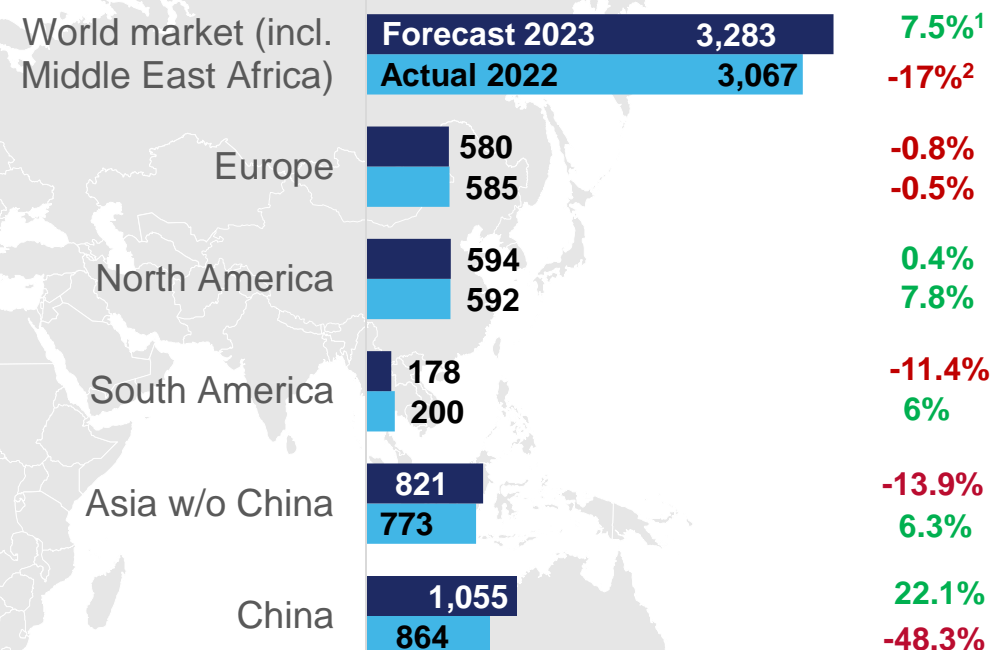 World market (incl. Middle East Africa)
Forecast 2023 3,283 7.5%¹
Actual 2022 3,067 -17%²
Europe
580 -0.8%
585 -0.5%
North America
594 0.4%
592 7.8%
South America
178 -11.4%
200 6%
Asia w/o China
821 -13.9%
773 6.3%
China
1,055 22.1%
864 -48.3%